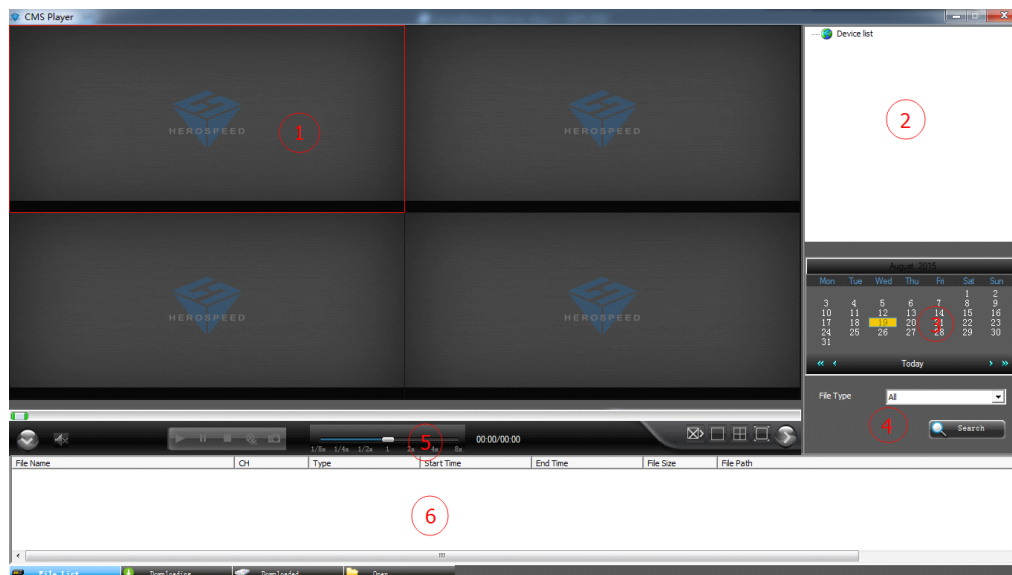 CMS Player
Device list
HEROSPEED
HEROSPEED
1
2
HEROSPEED
HEROSPEED
August 2015
Mon Tue Wed Thu Fri Sat Sun
1 2
3 4 5 6 7 8 9
10 11 12 13 14 15 16
17 18 19 20 21 22 23
24 25 26 27 28 29 30
31
3
Today
File Type All
4
Search
5
00:00/00:00
1/8x 1/4x 1/2x 1 2x 4x 8x
File Name CH Type Start Time End Time File Size File Path
6
File List Downloading Downloaded Open